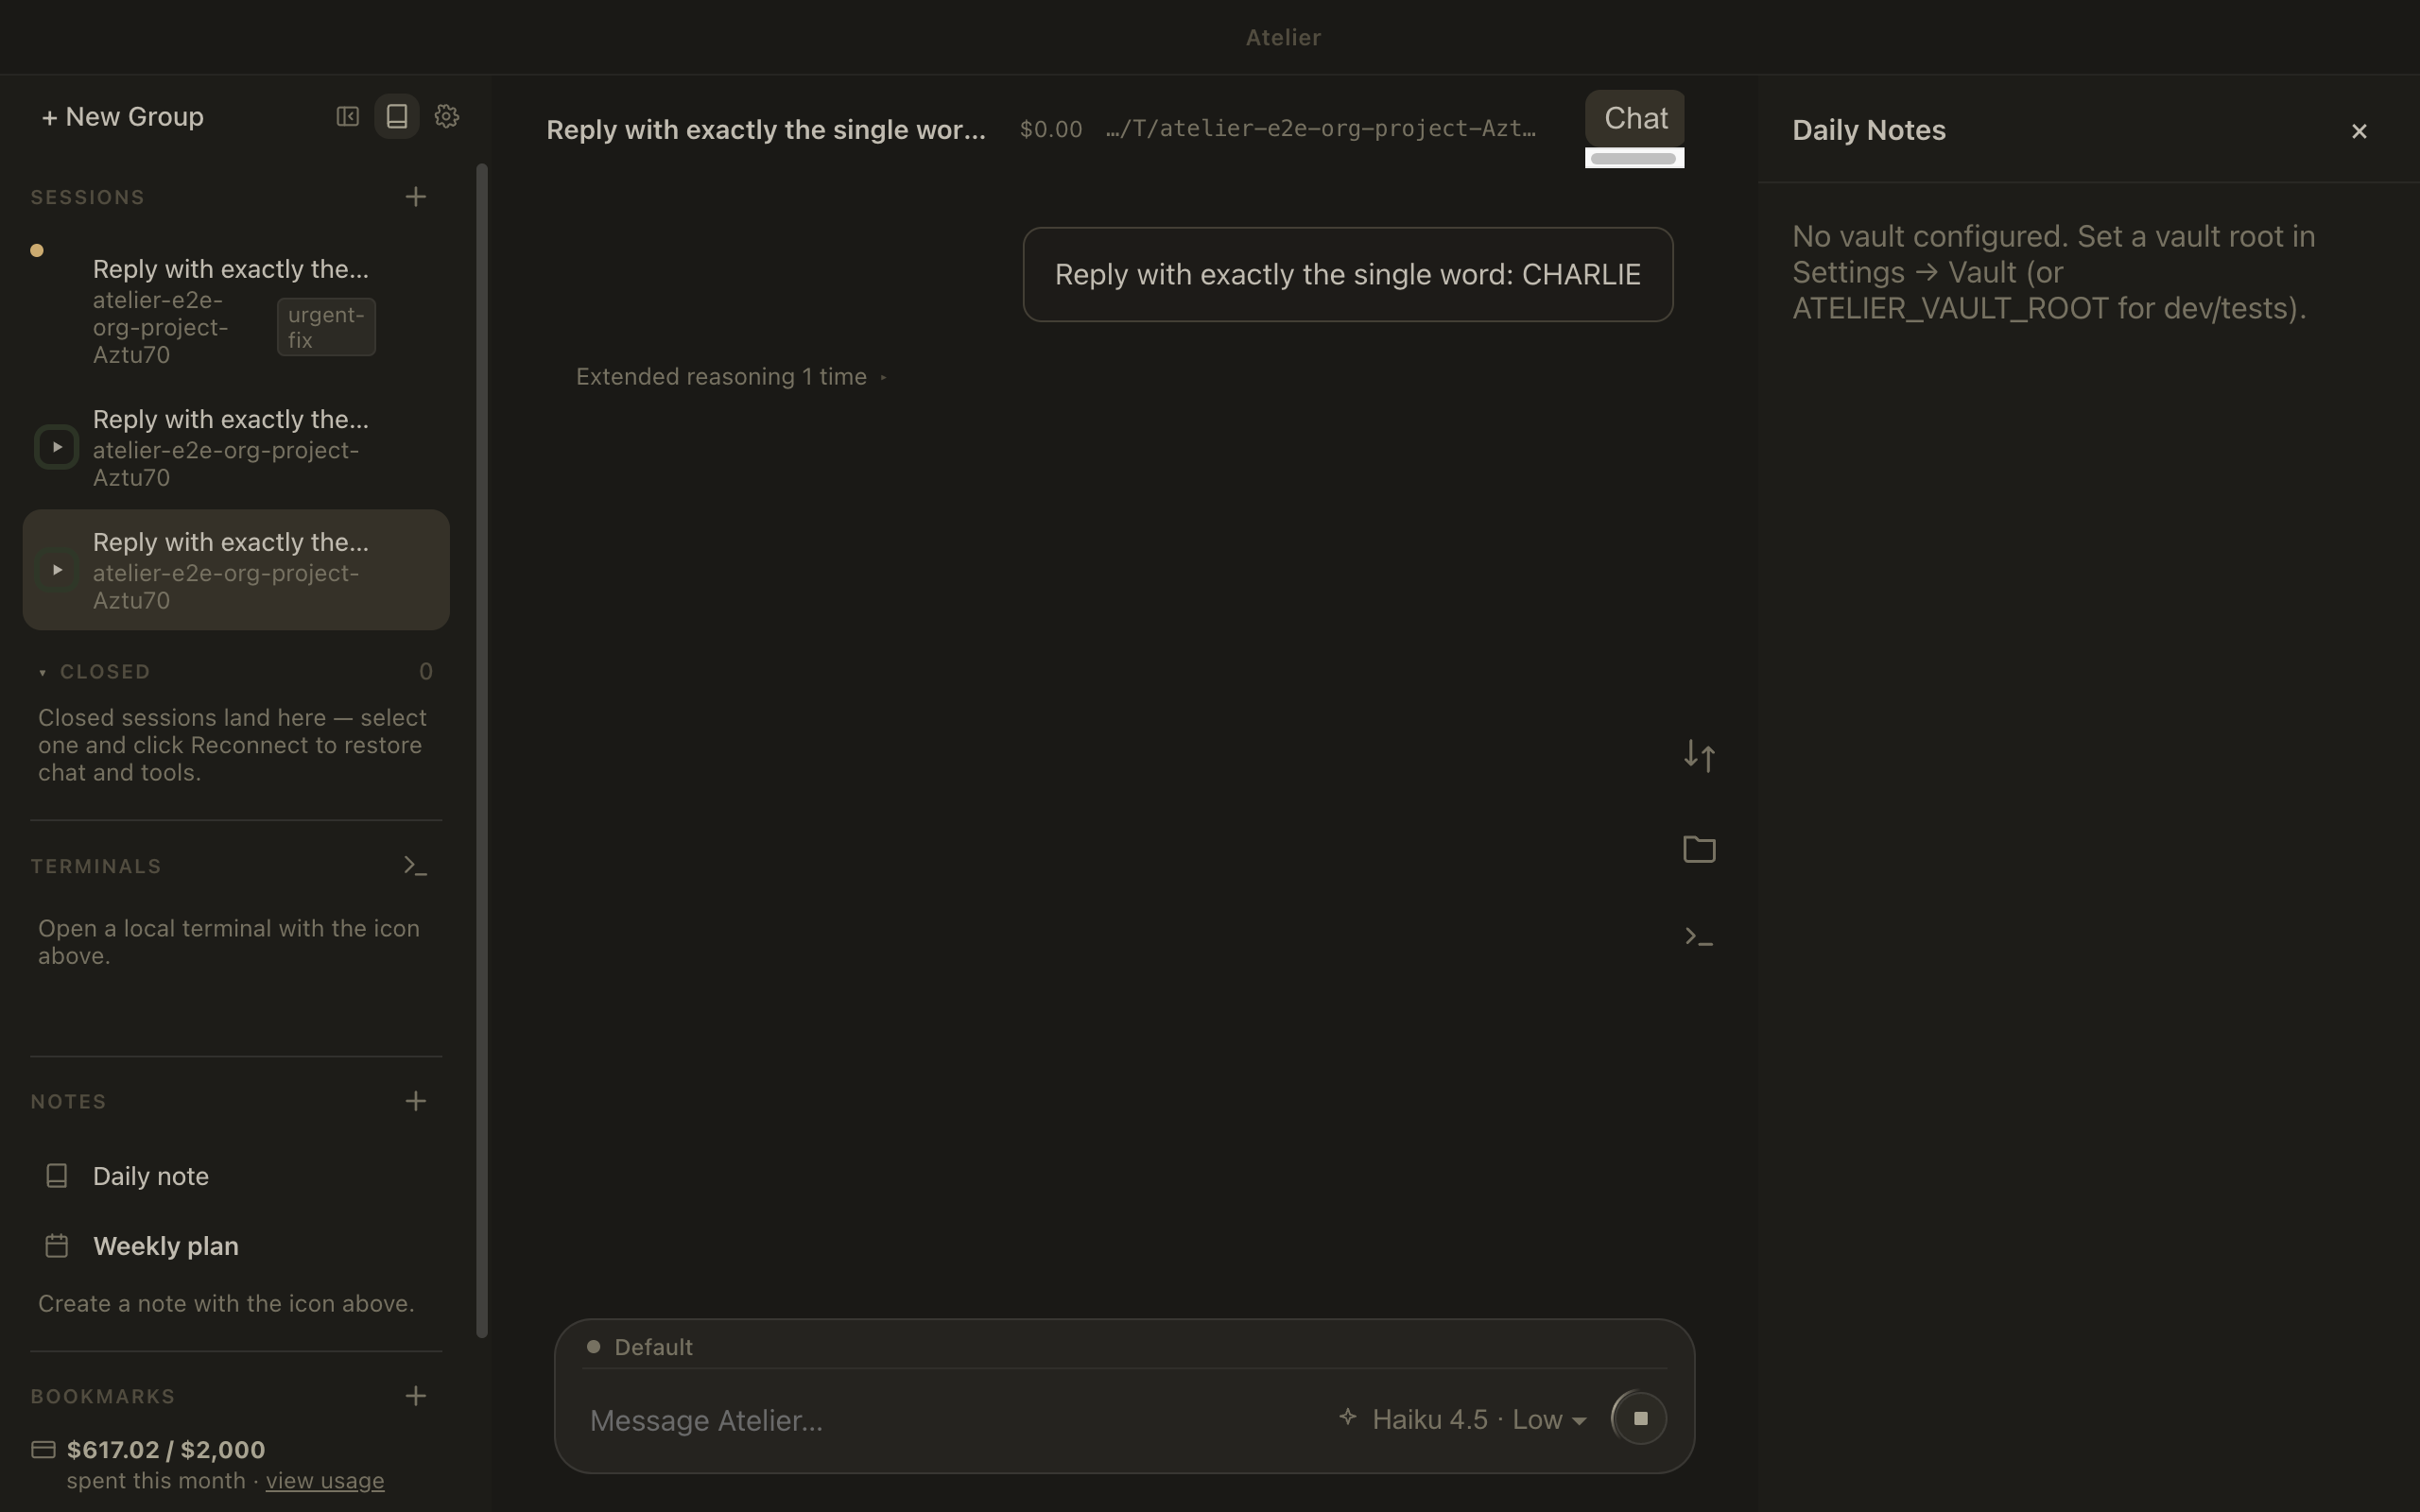 Atelier
+ New Group
SESSIONS
Reply with exactly the...
atelier-e2e-
org-project-
Aztu70
urgent-
fix
Reply with exactly the...
atelier-e2e-org-project-
Aztu70
Reply with exactly the...
atelier-e2e-org-project-
Aztu70
CLOSED 0
Closed sessions land here — select
one and click Reconnect to restore
chat and tools.
TERMINALS
Open a local terminal with the icon
above.
NOTES
Daily note
Weekly plan
Create a note with the icon above.
BOOKMARKS
$617.02 / $2,000
spent this month · view usage
Reply with exactly the single wor... $0.00 …/T/atelier-e2e-org-project-Azt… Chat
Reply with exactly the single word: CHARLIE
Extended reasoning 1 time
Default
Message Atelier...
Haiku 4.5 · Low
Daily Notes
No vault configured. Set a vault root in
Settings → Vault (or
ATELIER_VAULT_ROOT for dev/tests).